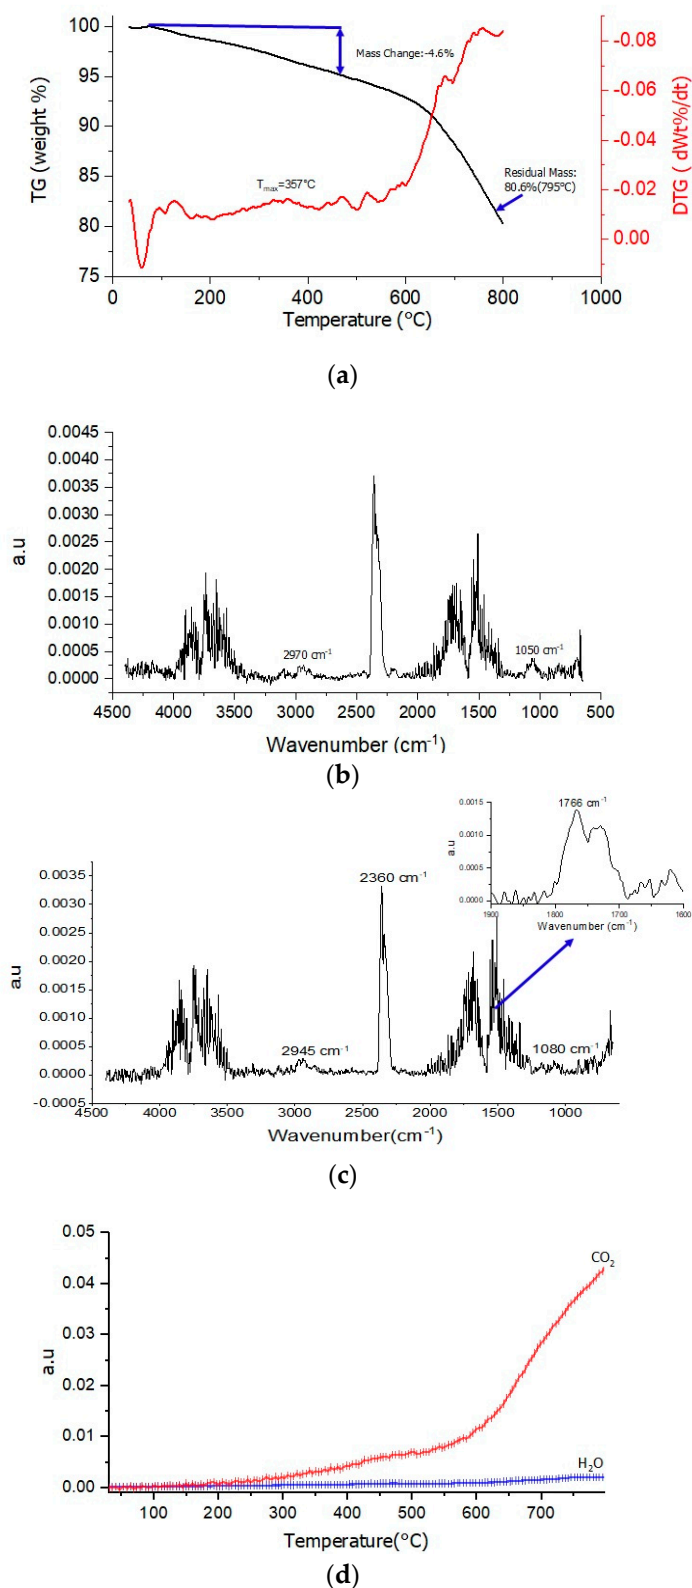 100
95
90
85
80
75
TG (weight %)
Mass Change:-4.6%
Tmax=357°C
Residual Mass:
80.6%(795°C)
-0.08
-0.06
-0.04
-0.02
0.00
DTG ( dWt%/dt)
0 200 400 600 800 1000
Temperature (°C)
(a)
0.0045
0.0040
0.0035
0.0030
0.0025
0.0020
0.0015
0.0010
0.0005
0.0000
a.u
2970 cm-1
1050 cm-1
4500 4000 3500 3000 2500 2000 1500 1000 500
Wavenumber (cm-1)
(b)
1766 cm-1
0.0015
0.0010
0.0005
0.0000
a.u
1900 1800 1700 1600
Wavenumber (cm-1)
0.0035
0.0030
0.0025
0.0020
0.0015
0.0010
0.0005
0.0000
-0.0005
a.u
2360 cm-1
2945 cm-1
1080 cm-1
4500 4000 3500 3000 2500 2000 1500 1000
Wavenumber(cm-1)
(c)
0.05
0.04
0.03
0.02
0.01
0.00
a.u
CO2
H2O
100 200 300 400 500 600 700
Temperature(°C)
(d)